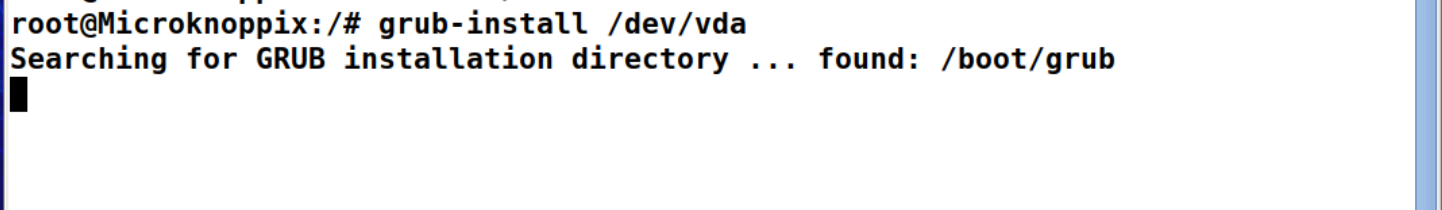 root@Microknoppix:/# grub-install /dev/vda
Searching for GRUB installation directory ... found: /boot/grub